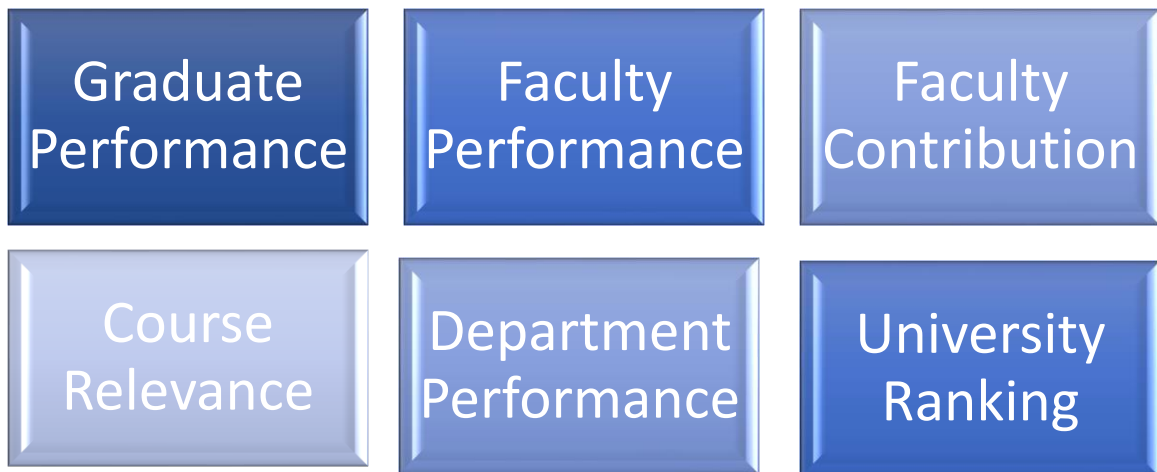 Graduate
Performance
Faculty
Performance
Faculty
Contribution
Course
Relevance
Department
Performance
University
Ranking